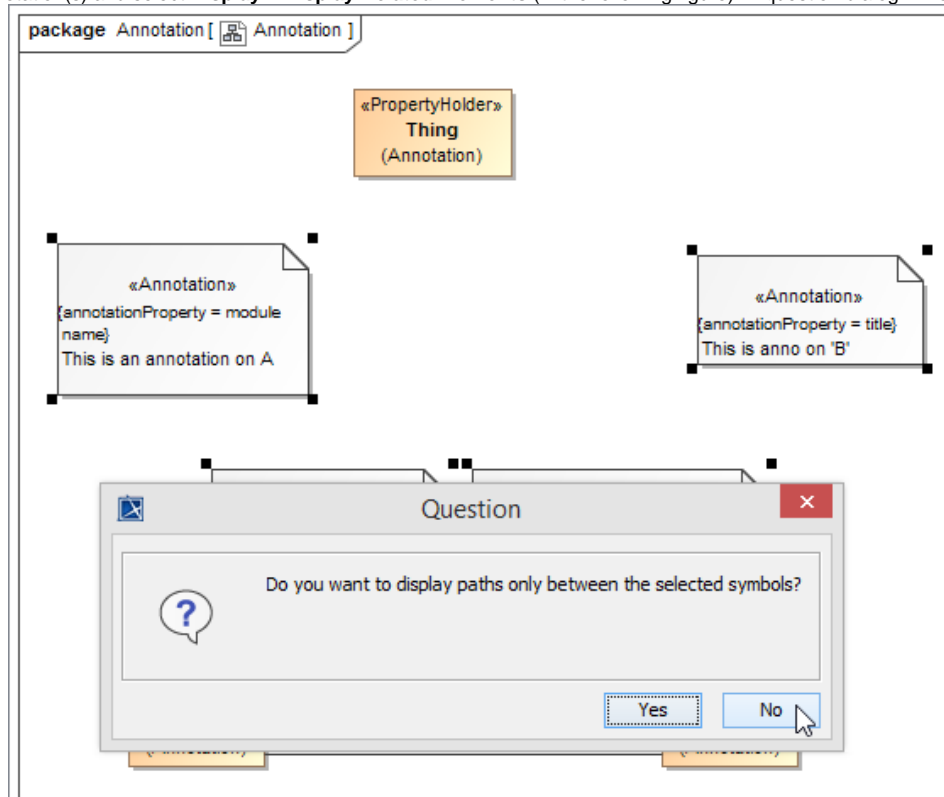 package Annotation [ Annotation ]
«PropertyHolder»
Thing
(Annotation)
«Annotation»
{annotationProperty = module
name}
This is an annotation on A
«Annotation»
{annotationProperty = title}
This is anno on 'B'
Question
Do you want to display paths only between the selected symbols?
Yes
No